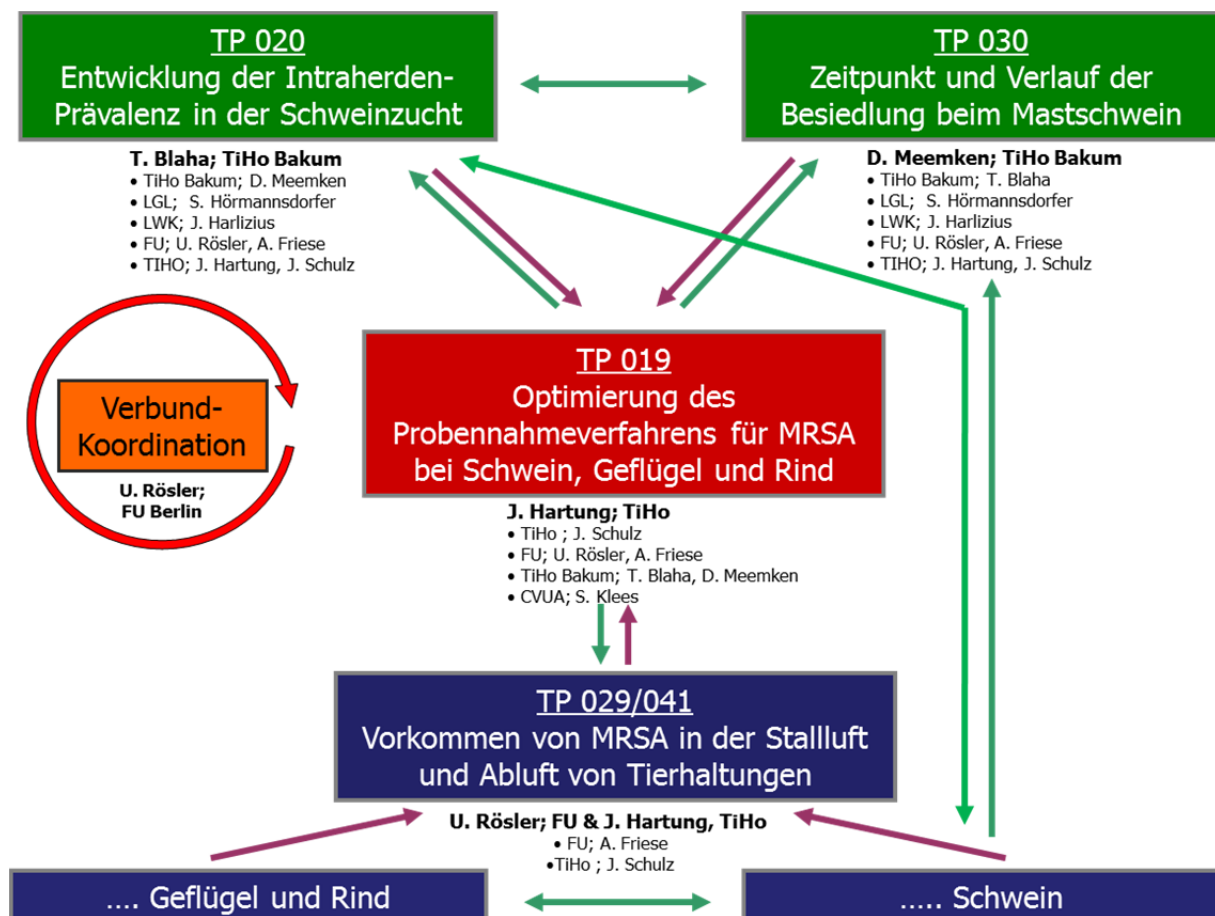 TP 020
Entwicklung der Intraherden-
Prävalenz in der Schweinzucht
T. Blaha; TiHo Bakum
• TiHo Bakum; D. Meemken
• LGL; S. Hörmannsdorfer
• LWK; J. Harlizius
• FU; U. Rösler, A. Friese
• TIHO; J. Hartung, J. Schulz
TP 030
Zeitpunkt und Verlauf der
Besiedlung beim Mastschwein
D. Meemken; TiHo Bakum
• TiHo Bakum; T. Blaha
• LGL; S. Hörmannsdorfer
• LWK; J. Harlizius
• FU; U. Rösler, A. Friese
• TIHO; J. Hartung, J. Schulz
Verbund-
Koordination
U. Rösler;
FU Berlin
TP 019
Optimierung des
Probennahmeverfahrens für MRSA
bei Schwein, Geflügel und Rind
J. Hartung; TiHo
• TiHo ; J. Schulz
• FU; U. Rösler, A. Friese
• TiHo Bakum; T. Blaha, D. Meemken
• CVUA; S. Klees
TP 029/041
Vorkommen von MRSA in der Stallluft
und Abluft von Tierhaltungen
U. Rösler; FU & J. Hartung, TiHo
• FU; A. Friese
•TiHo ; J. Schulz
.... Geflügel und Rind
..... Schwein